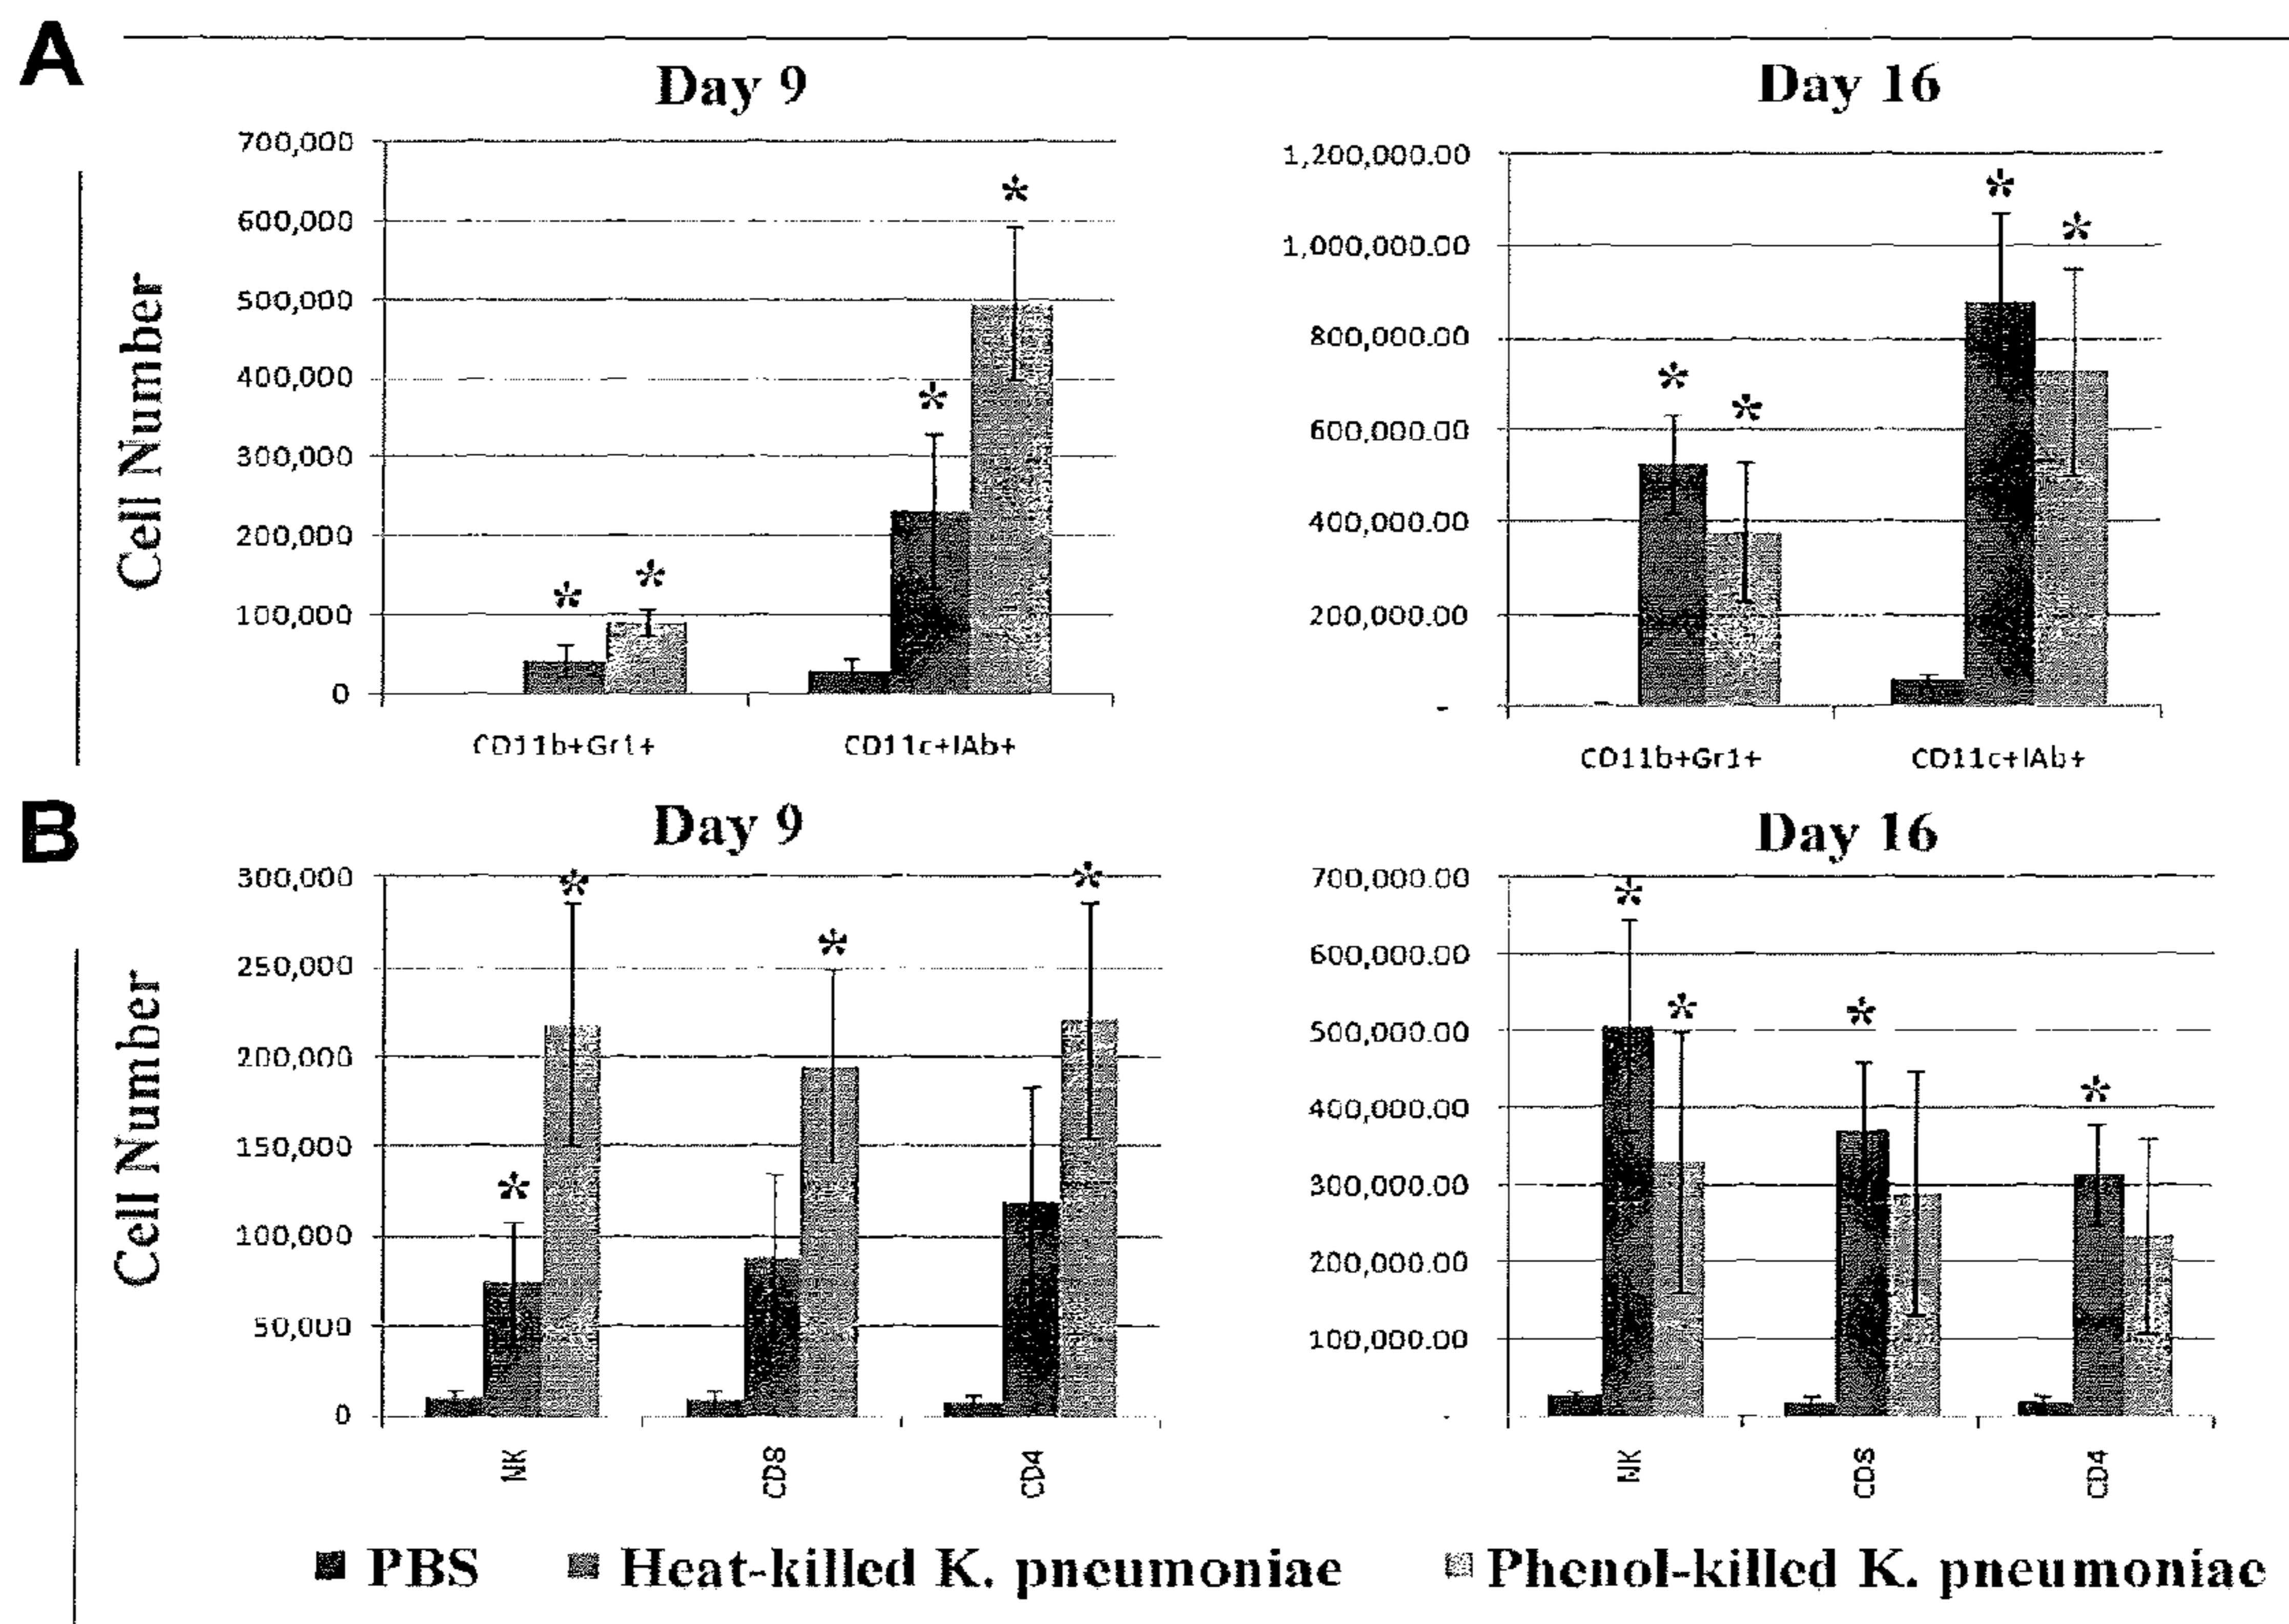 A
Day 9
Day 16
Cell Number
700,000
600,000
500,000
400,000
300,000
200,000
100,000
0
CD11b+Gr1+
CD11c+IAb+
1,200,000.00
1,000,000.00
800,000.00
600,000.00
400,000.00
200,000.00
-
CD11b+Gr1+
CD11c+IAb+
B
Day 9
Day 16
Cell Number
300,000
250,000
200,000
150,000
100,000
50,000
0
NK
CD8
CD4
700,000.00
600,000.00
500,000.00
400,000.00
300,000.00
200,000.00
100,000.00
-
NK
CD8
CD4
PBS
Heat-killed K. pneumoniae
Phenol-killed K. pneumoniae